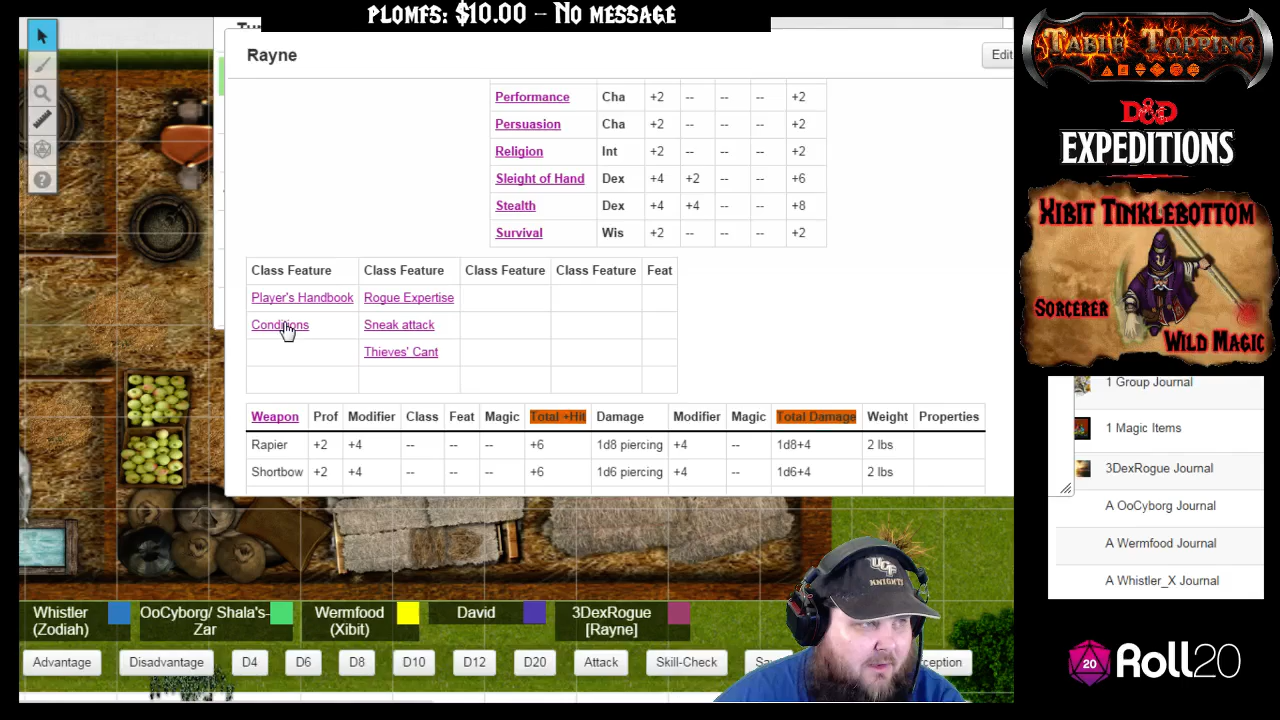 PLOMFS: $10.00 – No message
Rayne
Edit
Performance Cha +2 -- -- -- +2
Persuasion Cha +2 -- -- -- +2
Religion Int +2 -- -- -- +2
Sleight of Hand Dex +4 +2 -- -- +6
Stealth Dex +4 +4 -- -- +8
Survival Wis +2 -- -- -- +2
Class Feature Class Feature Class Feature Class Feature Feat
Player's Handbook Rogue Expertise
Conditions Sneak attack
Thieves' Cant
Weapon Prof Modifier Class Feat Magic Total +Hit Damage Modifier Magic Total Damage Weight Properties
Rapier +2 +4 -- -- -- +6 1d8 piercing +4 -- 1d8+4 2 lbs
Shortbow +2 +4 -- -- -- +6 1d6 piercing +4 -- 1d6+4 2 lbs
Whistler (Zodiah)
OoCyborg/ Shala's-Zar
Wermfood (Xibit)
David
3DexRogue [Rayne]
Advantage Disadvantage D4 D6 D8 D10 D12 D20 Attack Skill-Check
UCF
KNIGHTS
TABLE TOPPING
D&D
EXPEDITIONS
XIBIT TINKLEBOTTOM
SORCERER
WILD MAGIC
1 Group Journal
1 Magic Items
3DexRogue Journal
A OoCyborg Journal
A Wermfood Journal
A Whistler_X Journal
20
Roll20